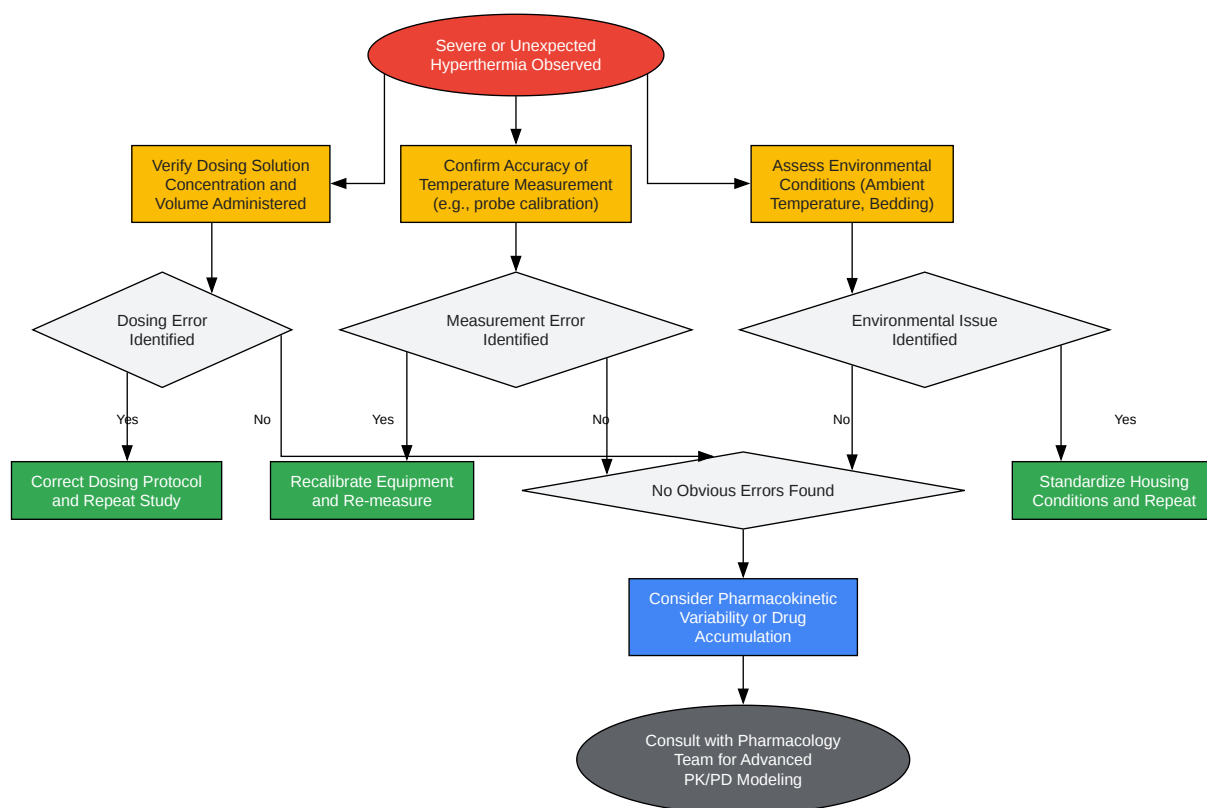 Severe or Unexpected
Hyperthermia Observed
Verify Dosing Solution
Concentration and
Volume Administered
Confirm Accuracy of
Temperature Measurement
(e.g., probe calibration)
Assess Environmental
Conditions (Ambient
Temperature, Bedding)
Dosing Error
Identified
Measurement Error
Identified
Environmental Issue
Identified
Yes
No
Yes
No
No
Yes
Correct Dosing Protocol
and Repeat Study
Recalibrate Equipment
and Re-measure
No Obvious Errors Found
Standardize Housing
Conditions and Repeat
Consider Pharmacokinetic
Variability or Drug
Accumulation
Consult with Pharmacology
Team for Advanced
PK/PD Modeling